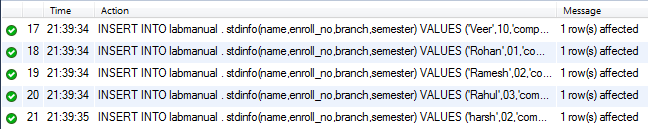 Time Action Message
17 21:39:34 INSERT INTO labmanual . stdinfo(name,enroll_no,branch,semester) VALUES ('Veer',10,'comp... 1 row(s) affected
18 21:39:34 INSERT INTO labmanual . stdinfo(name,enroll_no,branch,semester) VALUES ('Rohan',01,'com... 1 row(s) affected
19 21:39:34 INSERT INTO labmanual . stdinfo(name,enroll_no,branch,semester) VALUES ('Ramesh',02,'co... 1 row(s) affected
20 21:39:34 INSERT INTO labmanual . stdinfo(name,enroll_no,branch,semester) VALUES ('Rahul',03,'com... 1 row(s) affected
21 21:39:35 INSERT INTO labmanual . stdinfo(name,enroll_no,branch,semester) VALUES ('harsh',02,'com... 1 row(s) affected